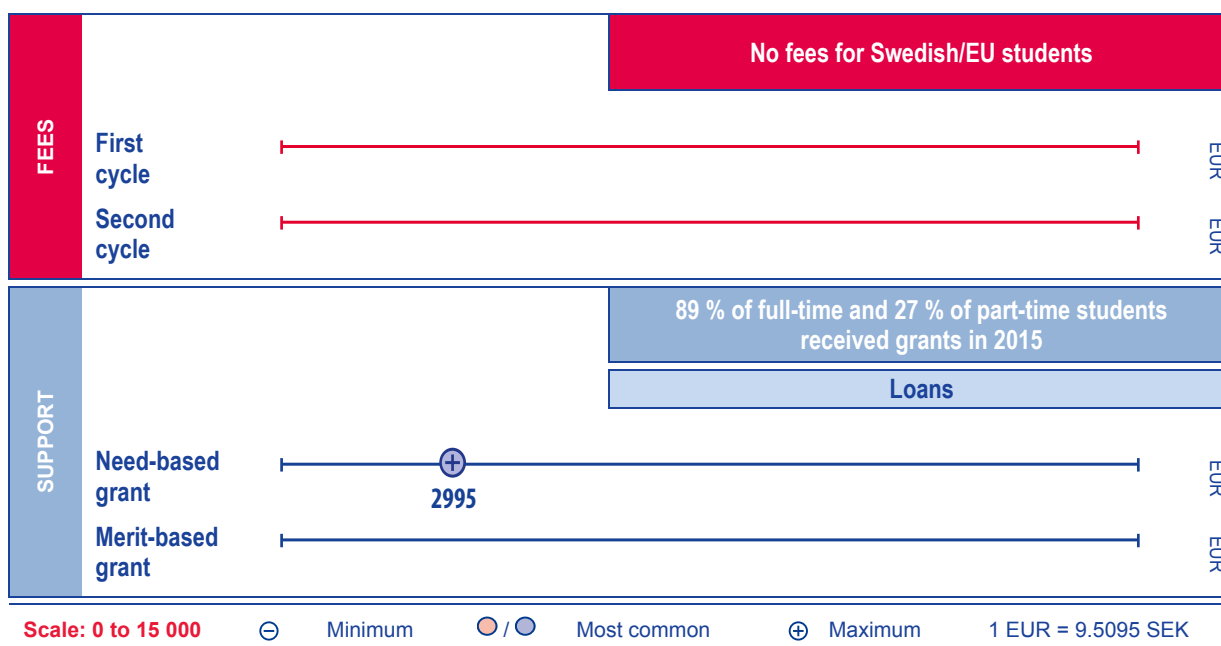 No fees for Swedish/EU students
FEES
First
cycle
EUR
Second
cycle
EUR
89 % of full-time and 27 % of part-time students
received grants in 2015
Loans
SUPPORT
Need-based
grant
2995
EUR
Merit-based
grant
EUR
Scale: 0 to 15 000 Minimum / Most common Maximum 1 EUR = 9.5095 SEK